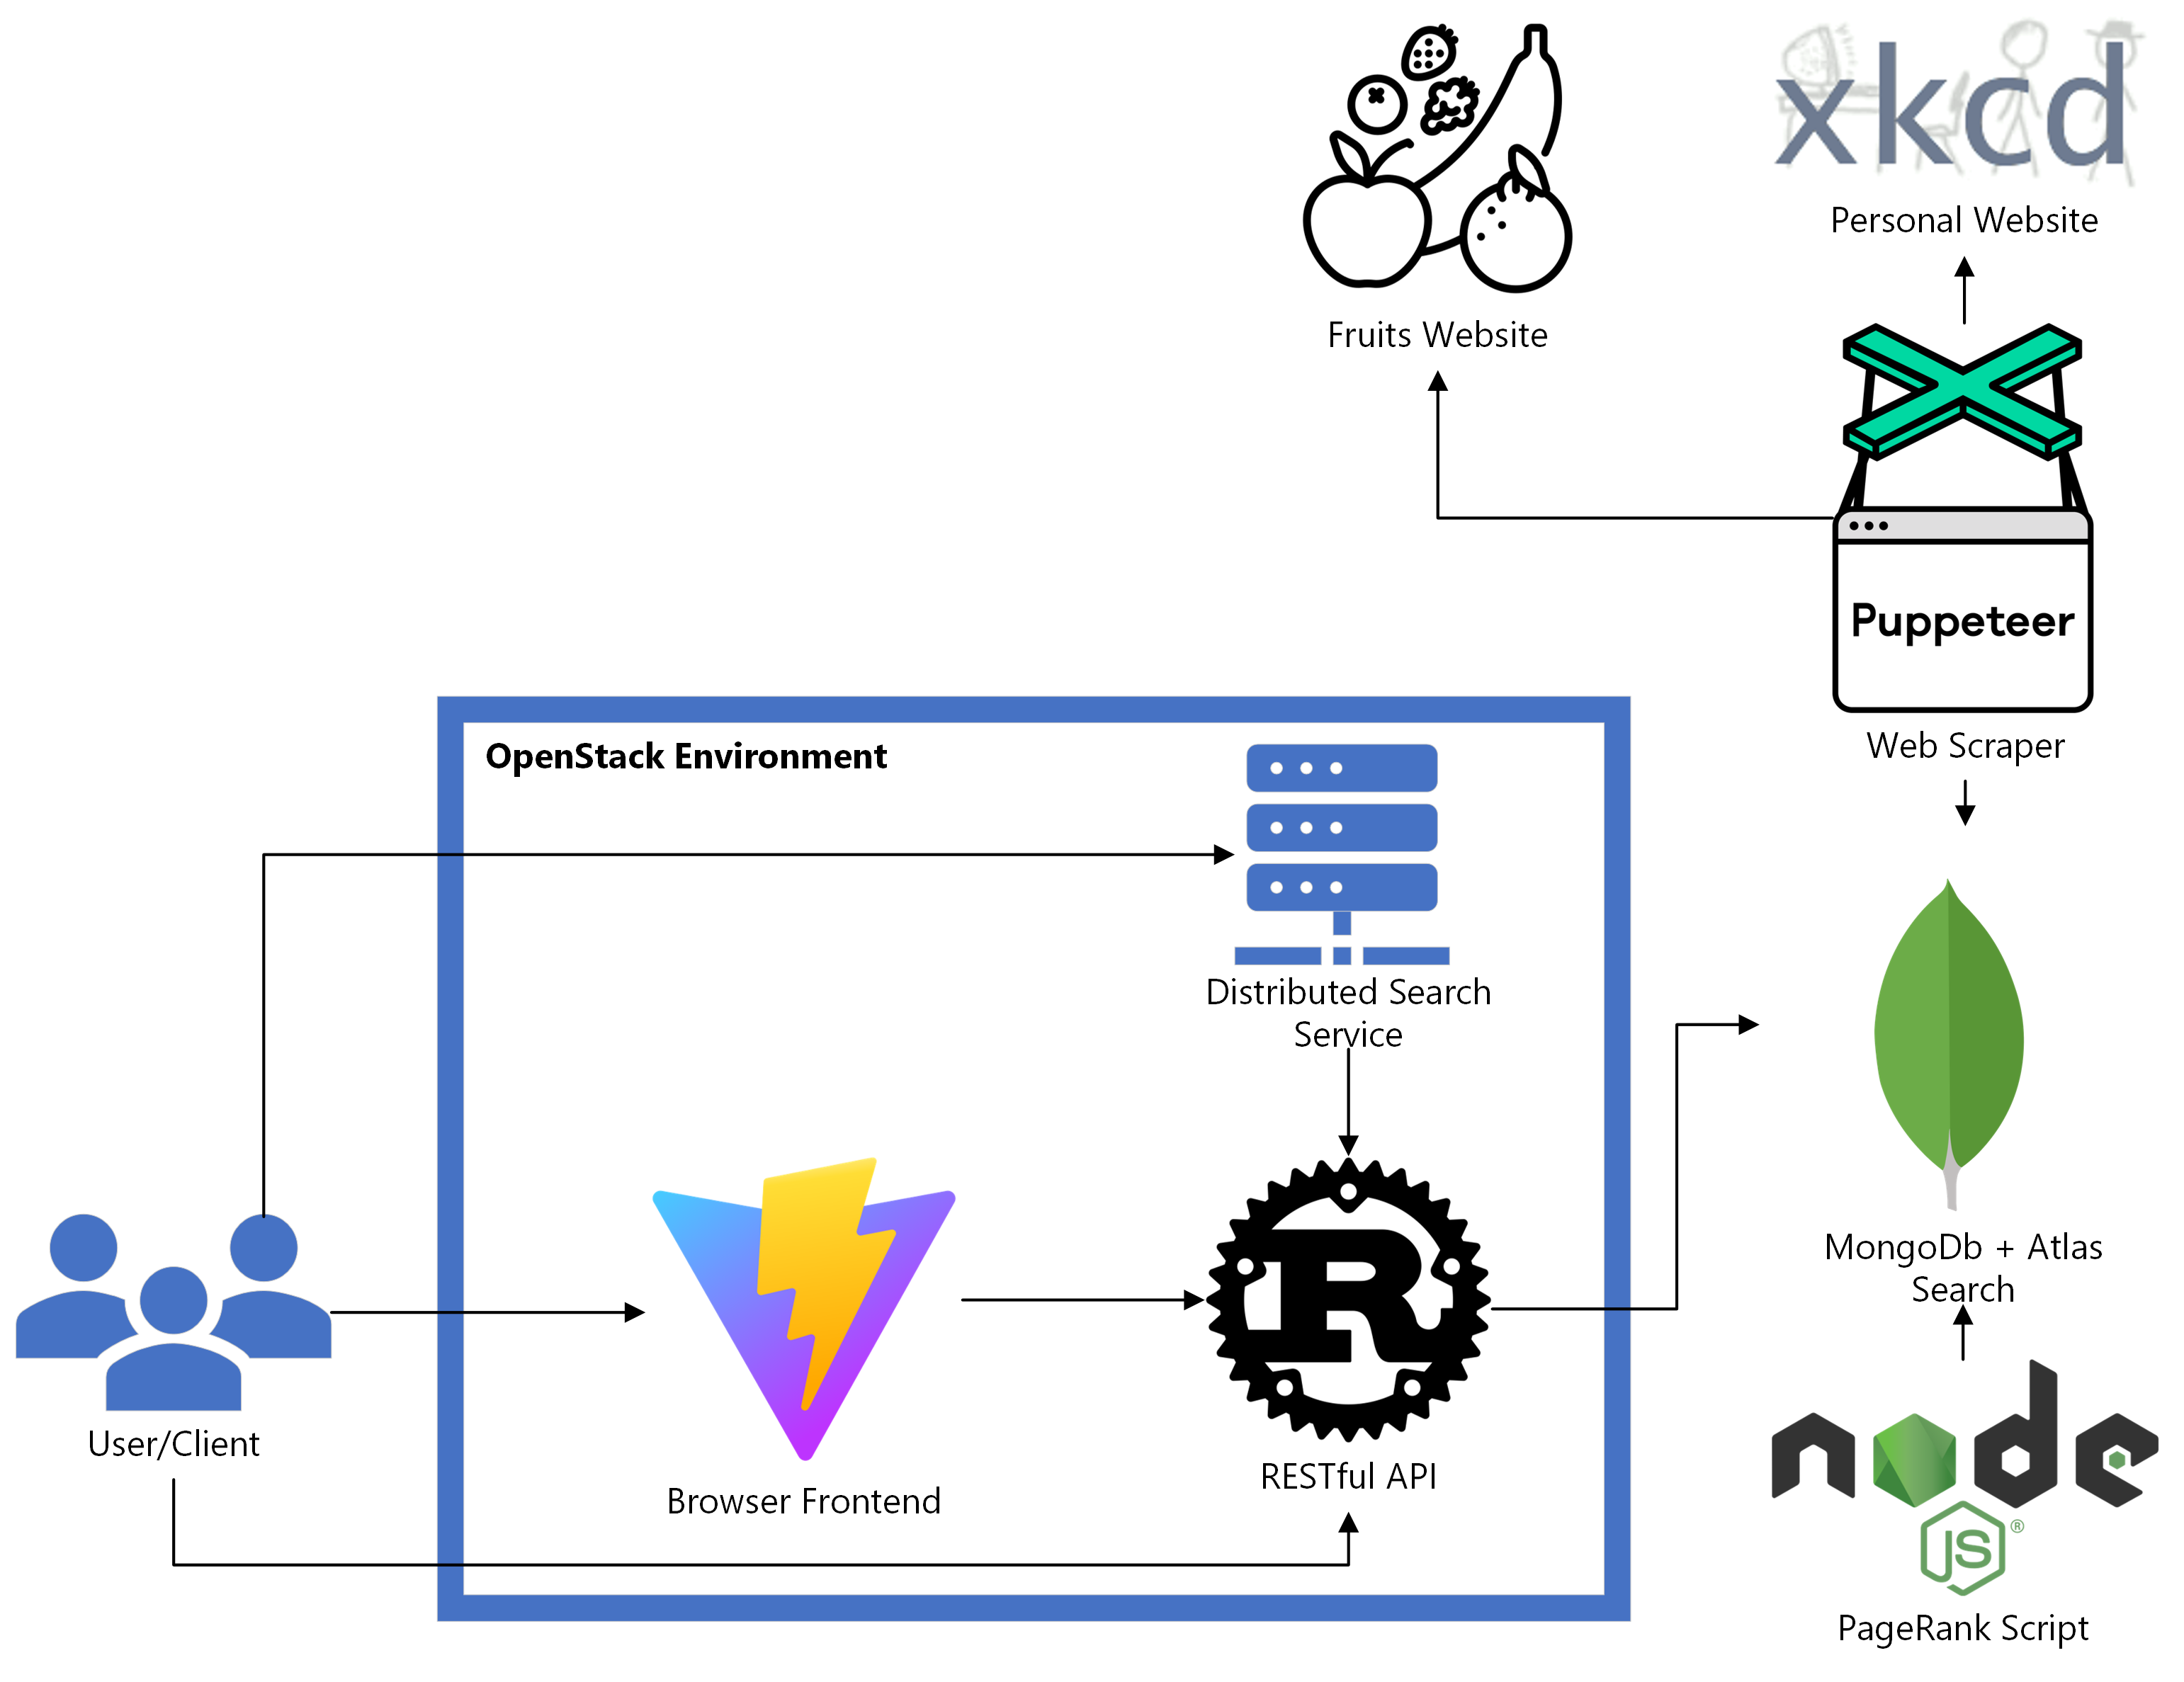 xkcd
Personal Website
Fruits Website
Puppeteer
Web Scraper
OpenStack Environment
Distributed Search
Service
MongoDb + Atlas
Search
User/Client
Browser Frontend
R
RESTful API
node
JS®
PageRank Script